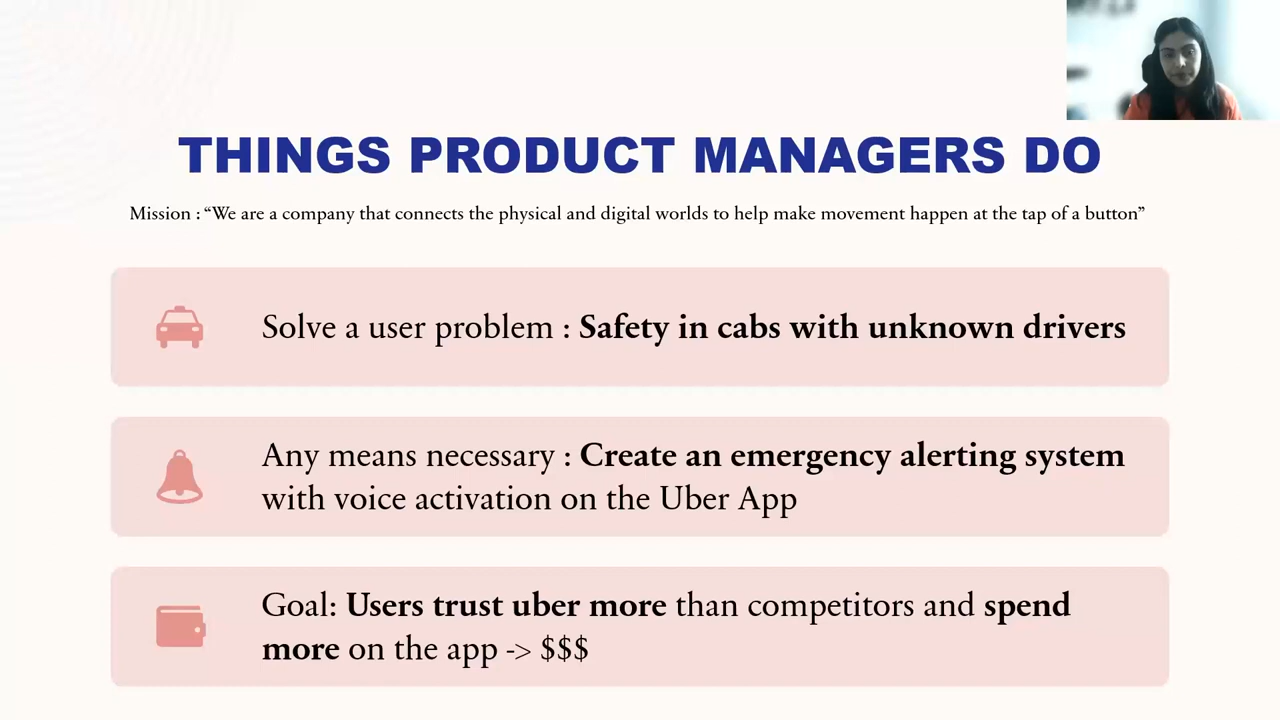 THINGS PRODUCT MANAGERS DO
Mission : “We are a company that connects the physical and digital worlds to help make movement happen at the tap of a button”
Solve a user problem : Safety in cabs with unknown drivers
Any means necessary : Create an emergency alerting system
with voice activation on the Uber App
Goal: Users trust uber more than competitors and spend
more on the app -> $$$